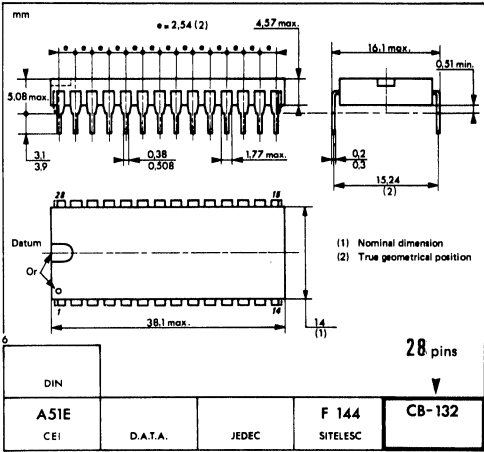 mm
e = 2,54 (2)
4,57 max.
e e e e e e e e e e e e e
16,1 max.
0,51 min.
5,08 max.
3,1
3,9
0,38
0,508
1,77 max.
0,2
0,3
15,24
(2)
28
15
Datum
Or
1
14
38,1 max.
14
(1)
(1) Nominal dimension
(2) True geometrical position
6
28 pins
DIN
A51E
CEI
D.A.T.A.
JEDEC
F 144
SITELESC
CB-132